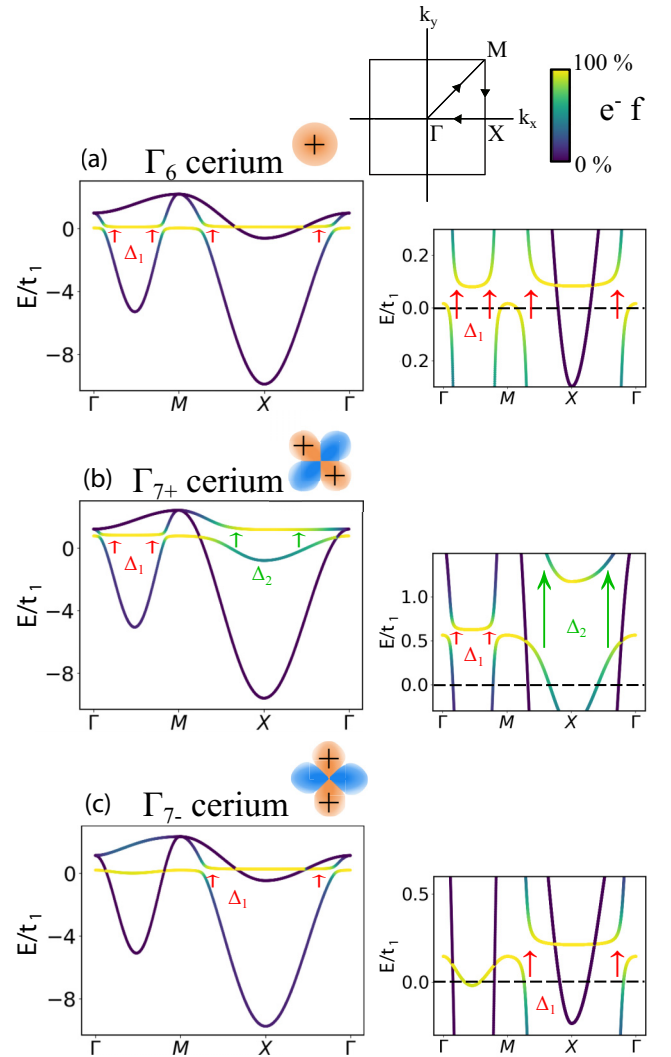 k_y
M
100 %
e⁻ f
0 %
Γ
X
k_x
+
(a)
Γ₆ cerium
E/t₁
0
−4
−8
Δ₁
Γ
M
X
Γ
E/t₁
0.2
0.0
0.2
Δ₁
Γ
M
X
Γ
+
+
(b)
Γ₇₊ cerium
E/t₁
0
−4
−8
Δ₁
Δ₂
Γ
M
X
Γ
E/t₁
1.0
0.5
0.0
Δ₁
Δ₂
Γ
M
X
Γ
+
+
(c)
Γ₇₋ cerium
E/t₁
0
−4
−8
Δ₁
Γ
M
X
Γ
E/t₁
0.5
0.0
Δ₁
Γ
M
X
Γ